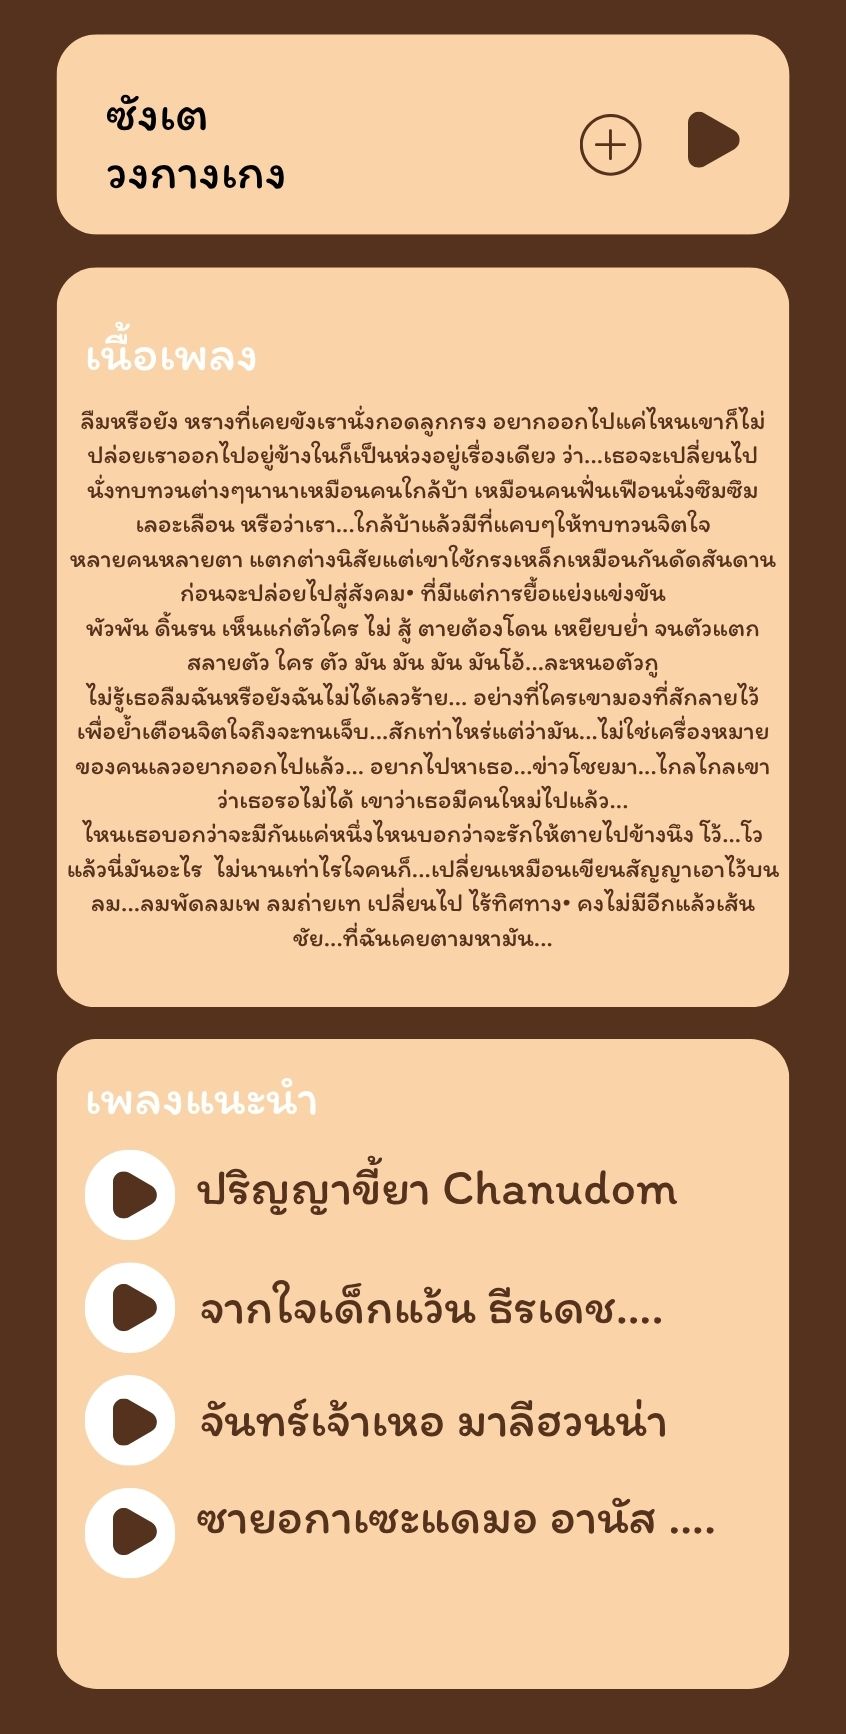 ซังเต
วงกางเกง
เนื้อเพลง
ลืมหรือยัง หรางที่เคยขังเรานั่งกอดลูกกรง อยากออกไปแค่ไหนเขาก็ไม่
ปล่อยเราออกไปอยู่ข้างในก็เป็นห่วงอยู่เรื่องเดียว ว่า...เธอจะเปลี่ยนไป
นั่งทบทวนต่างๆนานาเหมือนคนใกล้บ้า เหมือนคนฟั่นเฟือนนั่งซึมซึม
เลอะเลือน หรือว่าเรา...ใกล้บ้าแล้วมีที่แคบๆให้ทบทวนจิตใจ
หลายคนหลายตา แตกต่างนิสัยแต่เขาใช้กรงเหล็กเหมือนกันดัดสันดาน
ก่อนจะปล่อยไปสู่สังคม• ที่มีแต่การยื้อแย่งแข่งขัน
พัวพัน ดิ้นรน เห็นแก่ตัวใคร ไม่ สู้ ตายต้องโดน เหยียบย่ำ จนตัวแตก
สลายตัว ใคร ตัว มัน มัน มัน มันโอ้...ละหนอตัวกู
ไม่รู้เธอลืมฉันหรือยังฉันไม่ได้เลวร้าย... อย่างที่ใครเขามองที่สักลายไว้
เพื่อย้ำเตือนจิตใจถึงจะทนเจ็บ...สักเท่าไหร่แต่ว่ามัน...ไม่ใช่เครื่องหมาย
ของคนเลวอยากออกไปแล้ว... อยากไปหาเธอ...ข่าวโชยมา...ไกลไกลเขา
ว่าเธอรอไม่ได้ เขาว่าเธอมีคนใหม่ไปแล้ว...
ไหนเธอบอกว่าจะมีกันแค่หนึ่งไหนบอกว่าจะรักให้ตายไปข้างนึง โว้...โว
แล้วนี่มันอะไร  ไม่นานเท่าไรใจคนก็...เปลี่ยนเหมือนเขียนสัญญาเอาไว้บน
ลม...ลมพัดลมเพ ลมถ่ายเท เปลี่ยนไป ไร้ทิศทาง• คงไม่มีอีกแล้วเส้น
ชัย...ที่ฉันเคยตามหามัน...
เพลงแนะนำ
ปริญญาขี้ยา Chanudom
จากใจเด็กแว้น ธีรเดช....
จันทร์เจ้าเหอ มาลีฮวนน่า
ซายอกาเซะแดมอ อานัส ....